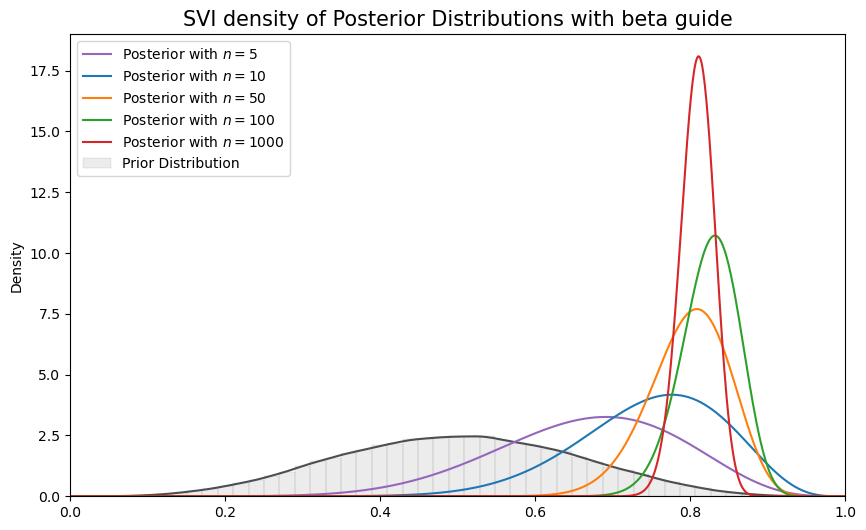 SVI density of Posterior Distributions with beta guide
Posterior with n = 5
Posterior with n = 10
Posterior with n = 50
Posterior with n = 100
Posterior with n = 1000
Prior Distribution
Density
17.5
15.0
12.5
10.0
7.5
5.0
2.5
0.0
0.0 0.2 0.4 0.6 0.8 1.0